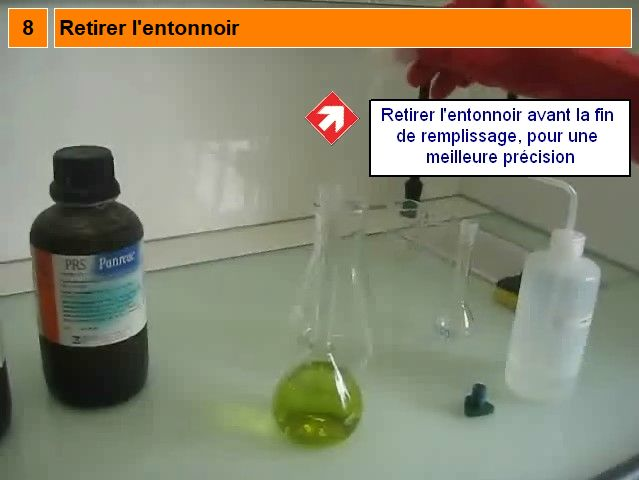 8 Retirer l'entonnoir
Retirer l'entonnoir avant la fin
de remplissage, pour une
meilleure précision
PRS Panreac